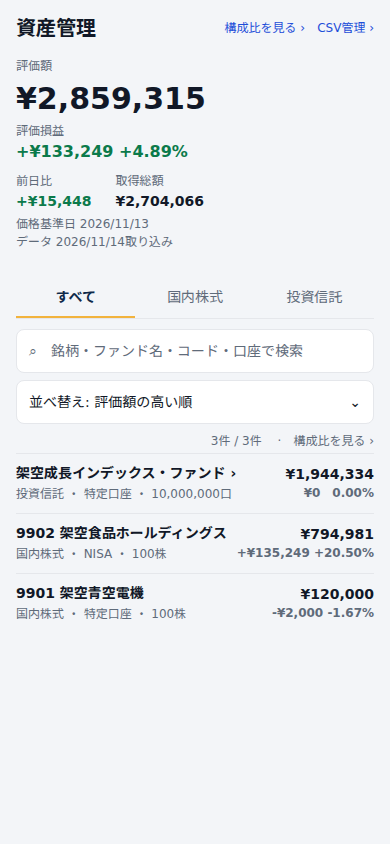 資産管理
構成比を見る ›
CSV管理 ›
評価額
¥2,859,315
評価損益
+¥133,249 +4.89%
前日比
取得総額
+¥15,448
¥2,704,066
価格基準日 2026/11/13
データ 2026/11/14取り込み
すべて
国内株式
投資信託
銘柄・ファンド名・コード・口座で検索
並べ替え: 評価額の高い順
3件 / 3件 ・ 構成比を見る ›
架空成長インデックス・ファンド ›
¥1,944,334
投資信託 ・ 特定口座 ・ 10,000,000口
¥0 0.00%
9902 架空食品ホールディングス
¥794,981
国内株式 ・ NISA ・ 100株
+¥135,249 +20.50%
9901 架空青空電機
¥120,000
国内株式 ・ 特定口座 ・ 100株
-¥2,000 -1.67%